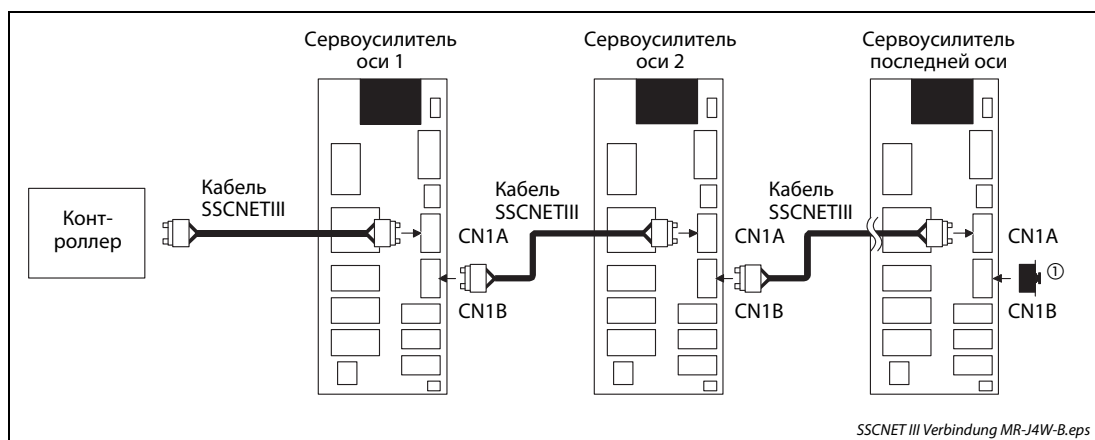 Сервоусилитель
оси 1
Сервоусилитель
оси 2
Сервоусилитель
последней оси
Конт-
роллер
Кабель
SSCNETIII
CN1A
CN1B
Кабель
SSCNETIII
CN1A
CN1B
Кабель
SSCNETIII
CN1A
①
CN1B
SSCNET III Verbindung MR-J4W-B.eps